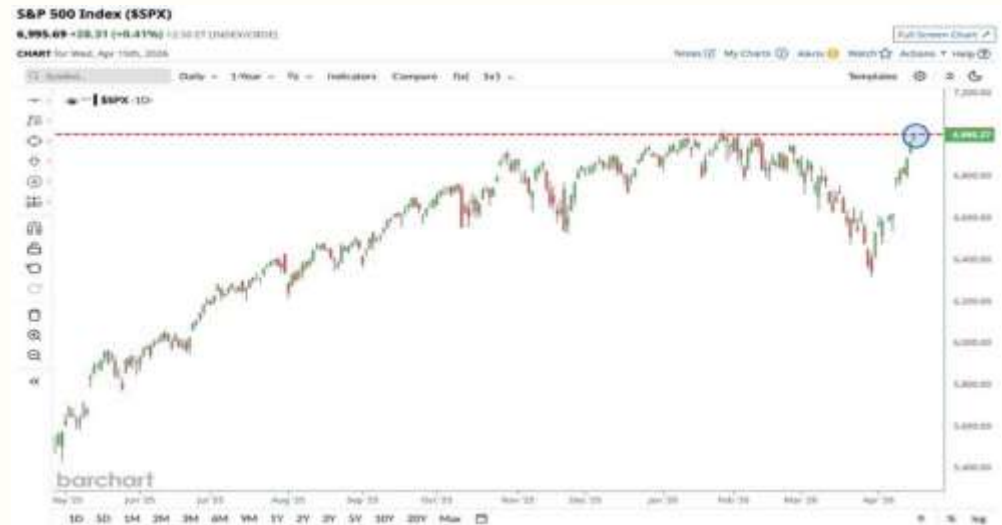 S&P 500 Index ($SPX)
6,995.69 +28.31 (+0.41%)
Full Screen Chart
CHART for Wed, Apr 15th, 2026
Notes My Charts Alerts Watch Actions Help
Daily 1-Year Indicators Compare f(x)
Templates
$SPX 1D
7,200.00
6,800.00
6,600.00
6,400.00
6,200.00
6,000.00
5,800.00
5,600.00
5,400.00
barchart
May '25 Jun '25 Jul '25 Aug '25 Sep '25 Oct '25 Nov '25 Dec '25 Jan '26 Feb '26 Mar '26 Apr '26
1D 5D 1M 2M 3M 6M 9M 1Y 2Y 3Y 5Y 10Y 20Y Max
% log